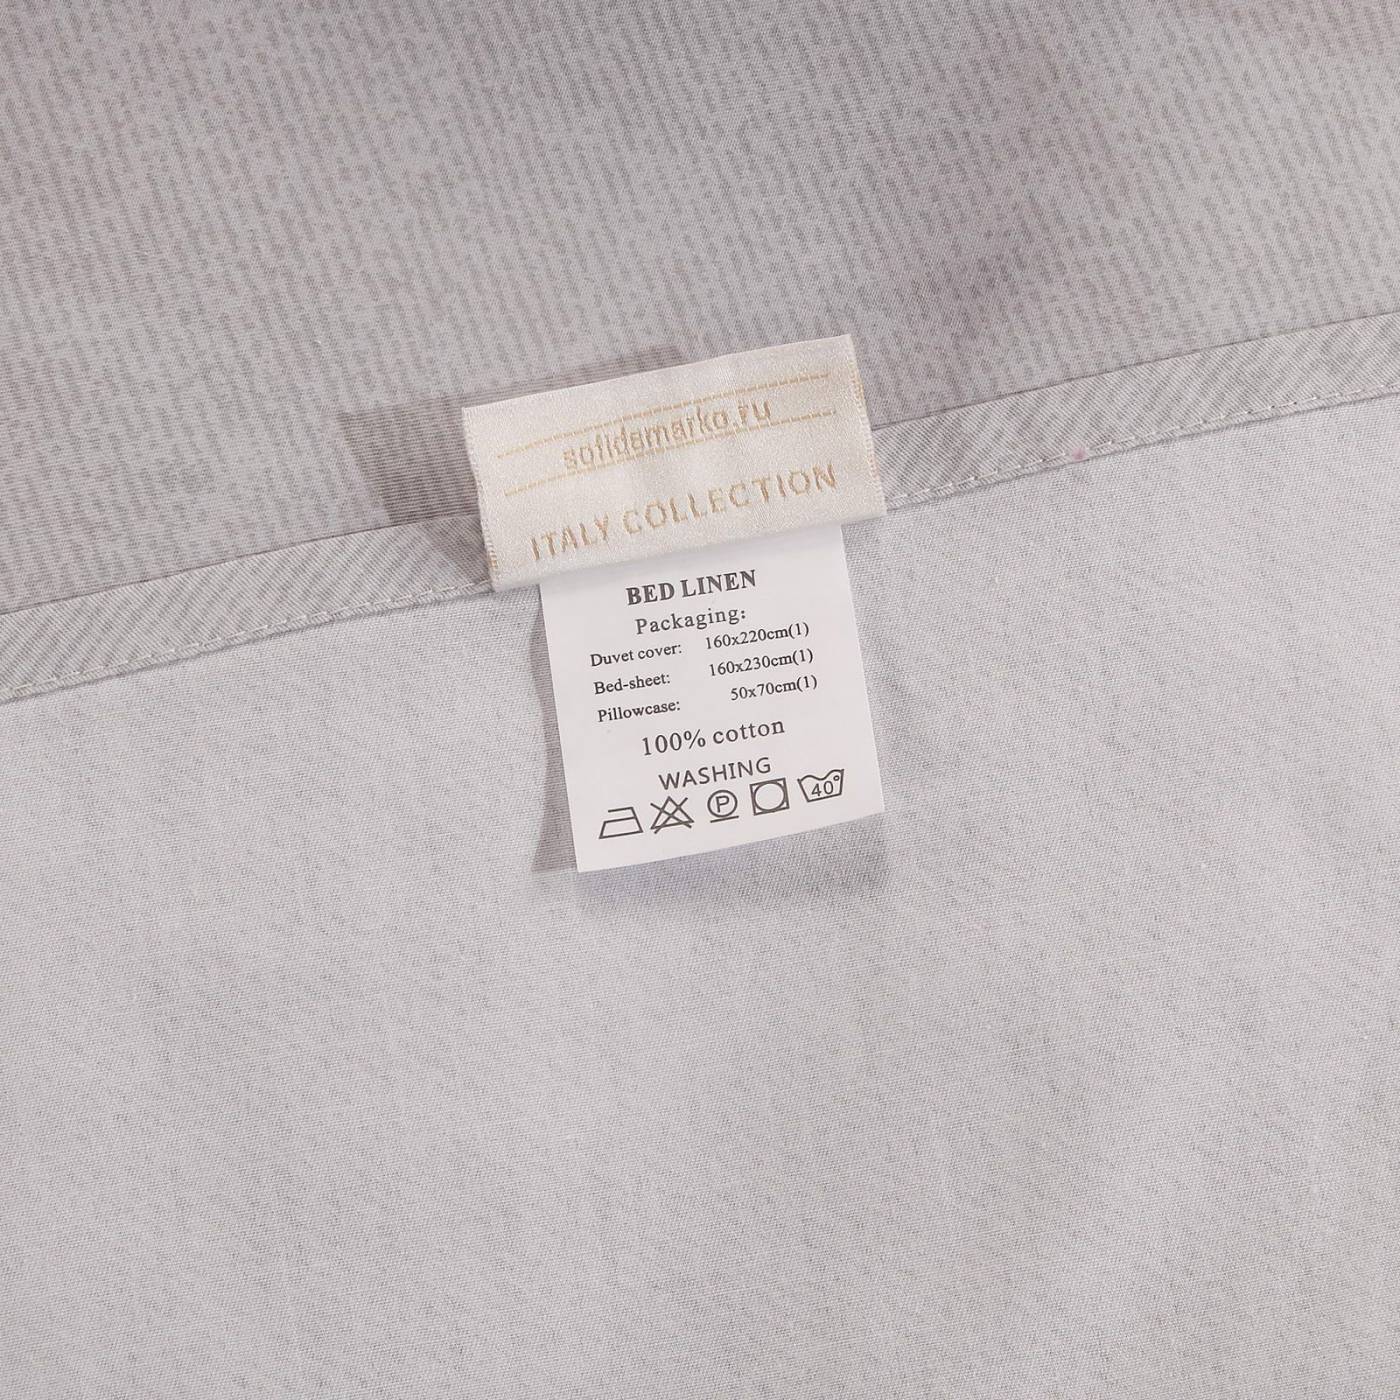 sofidemarko.ru
ITALY COLLECTION
BED LINEN
Packaging:
Duvet cover: 160x220cm(1)
Bed-sheet: 160x230cm(1)
Pillowcase: 50x70cm(1)
100% cotton
WASHING
P 40°